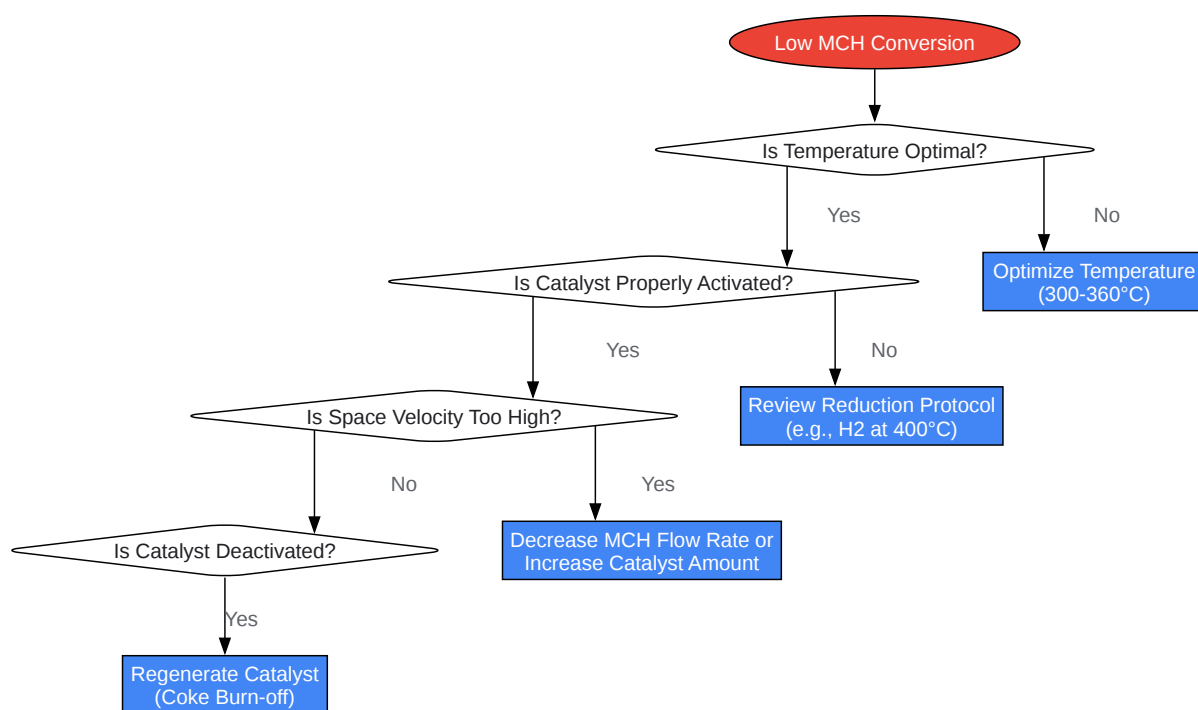 Low MCH Conversion
Is Temperature Optimal?
Yes
No
Optimize Temperature
(300-360°C)
Is Catalyst Properly Activated?
Yes
No
Review Reduction Protocol
(e.g., H2 at 400°C)
Is Space Velocity Too High?
No
Yes
Decrease MCH Flow Rate or
Increase Catalyst Amount
Is Catalyst Deactivated?
Yes
Regenerate Catalyst
(Coke Burn-off)